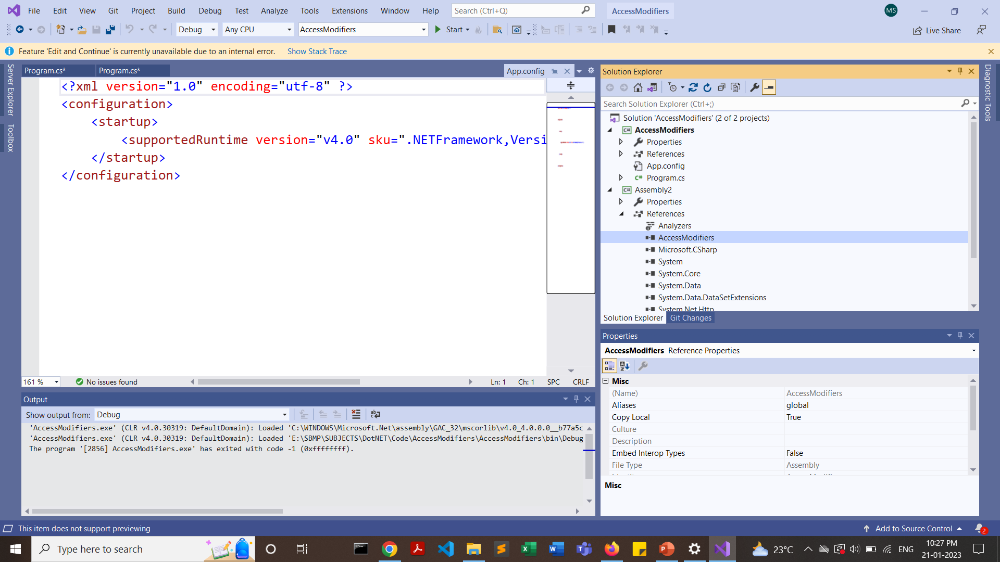 File Edit View Git Project Build Debug Test Analyze Tools Extensions Window Help Search (Ctrl+Q) AccessModifiers MS
Debug Any CPU AccessModifiers Start Live Share
Feature 'Edit and Continue' is currently unavailable due to an internal error. Show Stack Trace
Server Explorer
Toolbox
Program.cs* Program.cs* App.config
<?xml version="1.0" encoding="utf-8" ?>
<configuration>
<startup>
<supportedRuntime version="v4.0" sku=".NETFramework,Versi
</startup>
</configuration>
161 % No issues found Ln: 1 Ch: 1 SPC CRLF
Output
Show output from: Debug
'AccessModifiers.exe' (CLR v4.0.30319: DefaultDomain): Loaded 'C:\WINDOWS\Microsoft.Net\assembly\GAC_32\mscorlib\v4.0_4.0.0.0__b77a5c
'AccessModifiers.exe' (CLR v4.0.30319: DefaultDomain): Loaded 'E:\SBMP\SUBJECTS\DotNET\Code\AccessModifiers\AccessModifiers\bin\Debug
The program '[2856] AccessModifiers.exe' has exited with code -1 (0xffffffff).
Solution Explorer
Search Solution Explorer (Ctrl+;)
Solution 'AccessModifiers' (2 of 2 projects)
AccessModifiers
Properties
References
App.config
Program.cs
Assembly2
Properties
References
Analyzers
AccessModifiers
Microsoft.CSharp
System
System.Core
System.Data
System.Data.DataSetExtensions
System.Net.Http
Solution Explorer Git Changes
Diagnostic Tools
Properties
AccessModifiers Reference Properties
Misc
(Name) AccessModifiers
Aliases global
Copy Local True
Culture
Description
Embed Interop Types False
File Type Assembly
Misc
This item does not support previewing Add to Source Control 2
Type here to search 23°C ENG 10:27 PM
21-01-2023